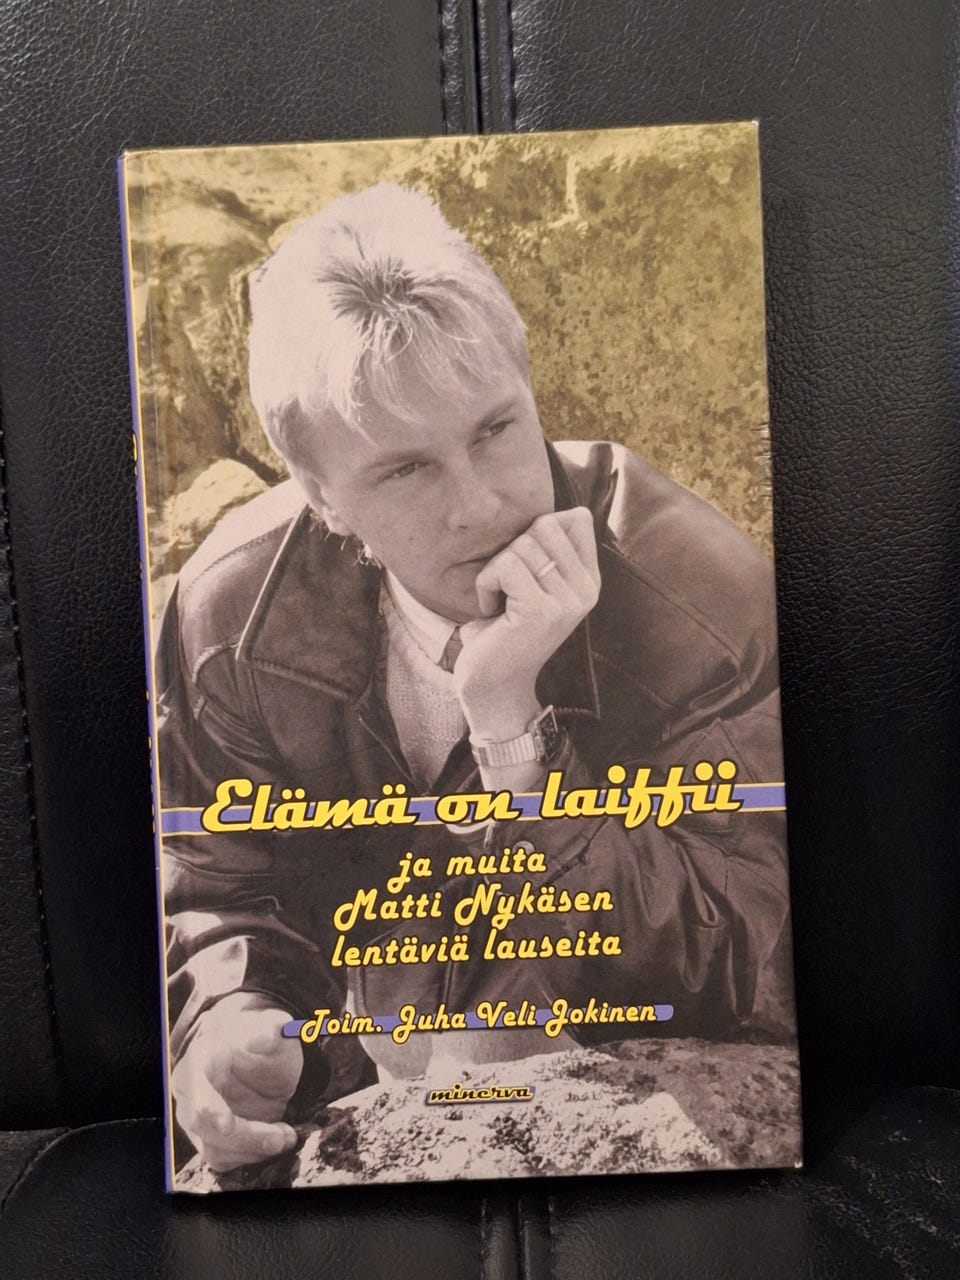 Elämä on laiffii
ja muita
Matti Nykäsen
lentäviä lauseita
Toim. Juha Veli Jokinen
minerva